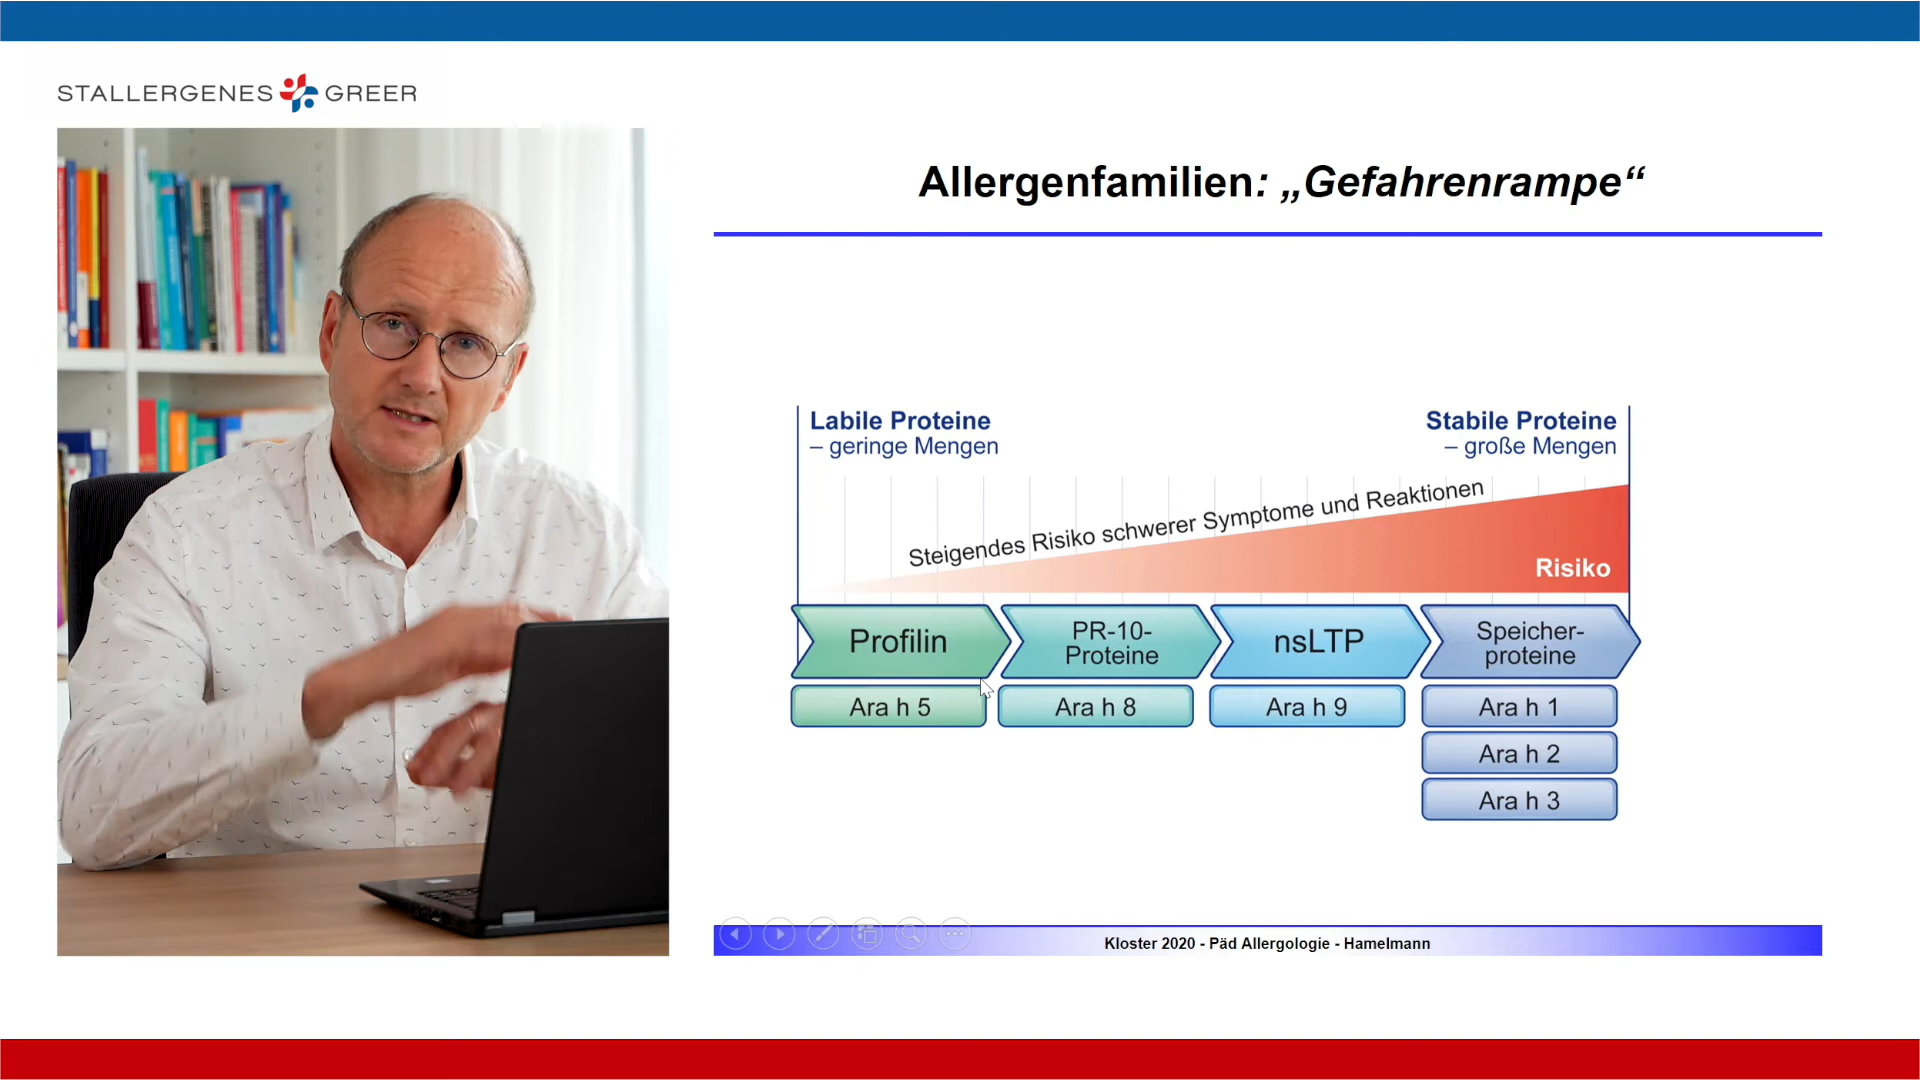 STALLERGENES GREER
Allergenfamilien: „Gefahrenrampe“
Labile Proteine
– geringe Mengen
Stabile Proteine
– große Mengen
Steigendes Risiko schwerer Symptome und Reaktionen
Risiko
Profilin
PR-10-
Proteine
nsLTP
Speicher-
proteine
Ara h 5
Ara h 8
Ara h 9
Ara h 1
Ara h 2
Ara h 3
Kloster 2020 - Päd Allergologie - Hamelmann